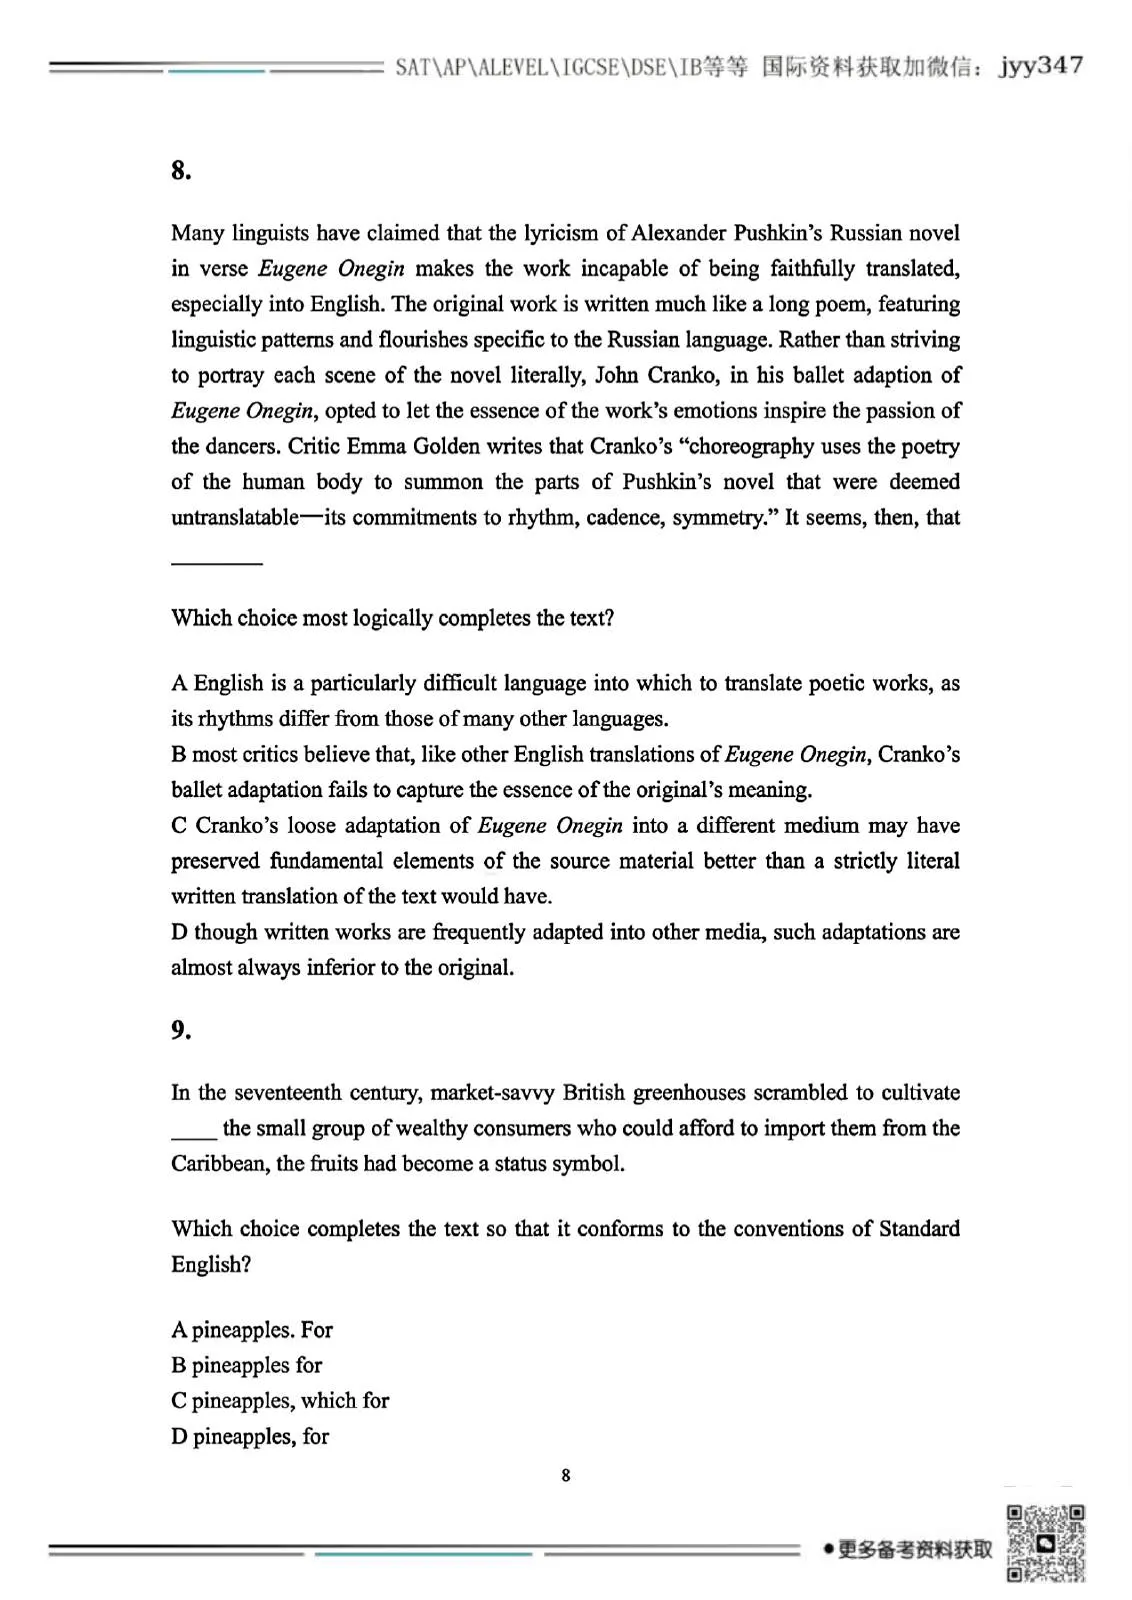 SAT\AP\ALEVEL\IGCSE\DSE\IB等等 国际资料获取加微信：jyy347
8.
Many linguists have claimed that the lyricism of Alexander Pushkin’s Russian novel
in verse Eugene Onegin makes the work incapable of being faithfully translated,
especially into English. The original work is written much like a long poem, featuring
linguistic patterns and flourishes specific to the Russian language. Rather than striving
to portray each scene of the novel literally, John Cranko, in his ballet adaption of
Eugene Onegin, opted to let the essence of the work’s emotions inspire the passion of
the dancers. Critic Emma Golden writes that Cranko’s “choreography uses the poetry
of the human body to summon the parts of Pushkin’s novel that were deemed
untranslatable—its commitments to rhythm, cadence, symmetry.” It seems, then, that
________
Which choice most logically completes the text?
A English is a particularly difficult language into which to translate poetic works, as
its rhythms differ from those of many other languages.
B most critics believe that, like other English translations of Eugene Onegin, Cranko’s
ballet adaptation fails to capture the essence of the original’s meaning.
C Cranko’s loose adaptation of Eugene Onegin into a different medium may have
preserved fundamental elements of the source material better than a strictly literal
written translation of the text would have.
D though written works are frequently adapted into other media, such adaptations are
almost always inferior to the original.
9.
In the seventeenth century, market-savvy British greenhouses scrambled to cultivate
____ the small group of wealthy consumers who could afford to import them from the
Caribbean, the fruits had become a status symbol.
Which choice completes the text so that it conforms to the conventions of Standard
English?
A pineapples. For
B pineapples for
C pineapples, which for
D pineapples, for
8
●更多备考资料获取